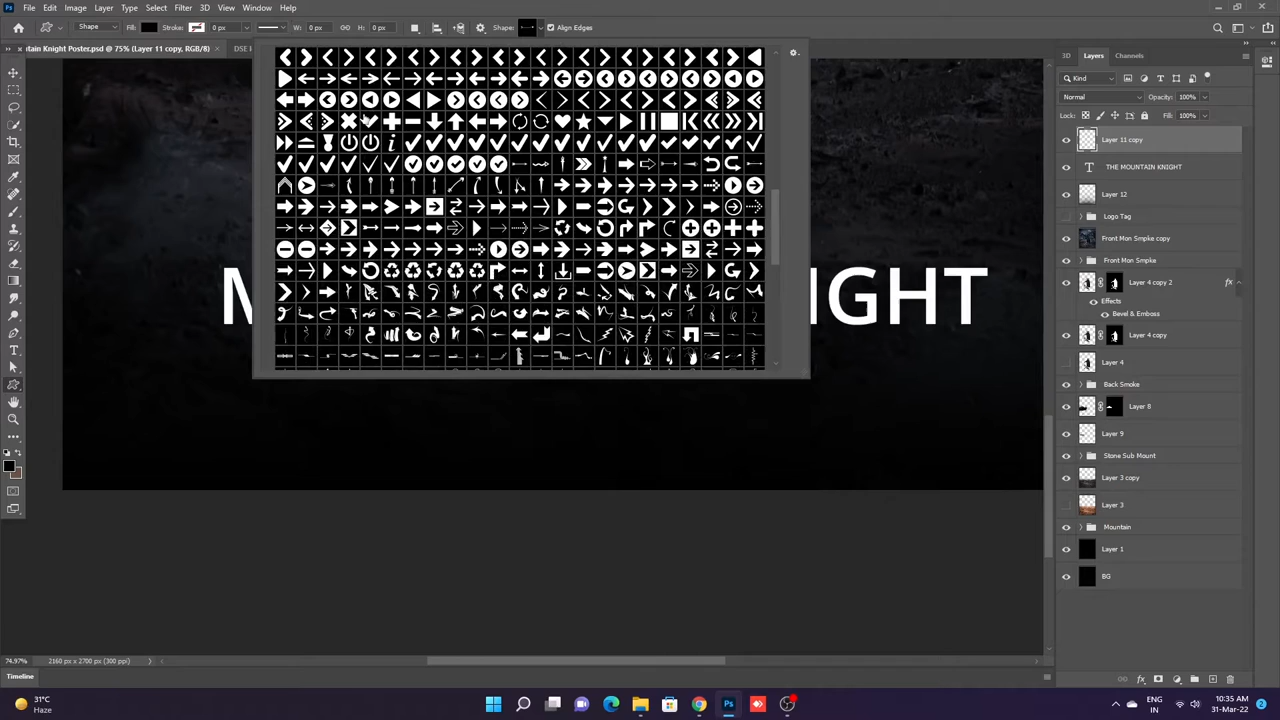 File Edit Image Layer Type Select Filter 3D View Window Help
Shape Fill: Stroke: 0 px W: 0 px H: 0 px Shape: Align Edges
tain Knight Poster.psd @ 75% (Layer 11 copy, RGB/8) DSE
3D Layers Channels
Kind
Normal Opacity: 100%
Lock: Fill: 100%
Layer 11 copy
T THE MOUNTAIN KNIGHT
Layer 12
Logo Tag
Front Mon Smpke copy
Front Mon Smpke
Layer 4 copy 2
Effects
Bevel & Emboss
Layer 4 copy
Layer 4
Back Smoke
Layer 8
Layer 9
Stone Sub Mount
Layer 3 copy
Layer 3
Mountain
Layer 1
BG
M IGHT
74.97% 2160 px x 2700 px (300 ppi)
Timeline
31°C
Haze
ENG
IN
10:35 AM
31-Mar-22
2